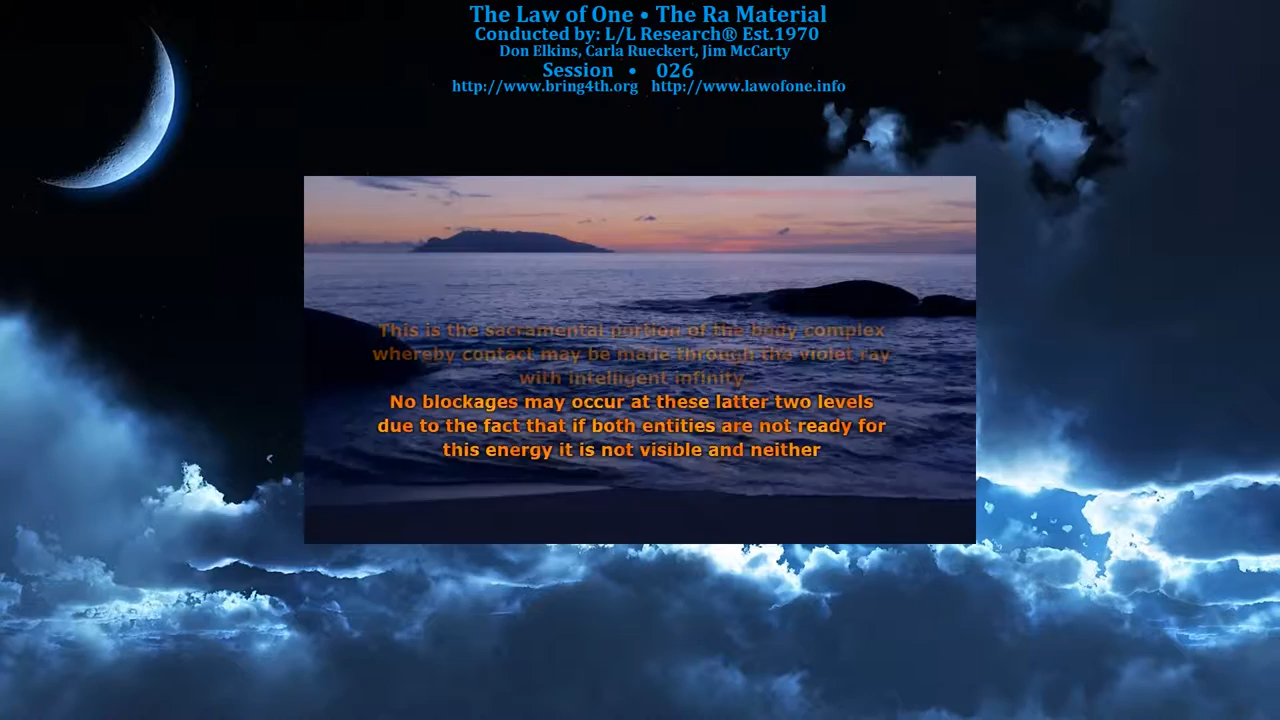 The Law of One • The Ra Material
Conducted by: L/L Research® Est.1970
Don Elkins, Carla Rueckert, Jim McCarty
Session • 026
http://www.bring4th.org http://www.lawofone.info
This is the sacramental portion of the body complex
whereby contact may be made through the violet ray
with intelligent infinity.
No blockages may occur at these latter two levels
due to the fact that if both entities are not ready for
this energy it is not visible and neither